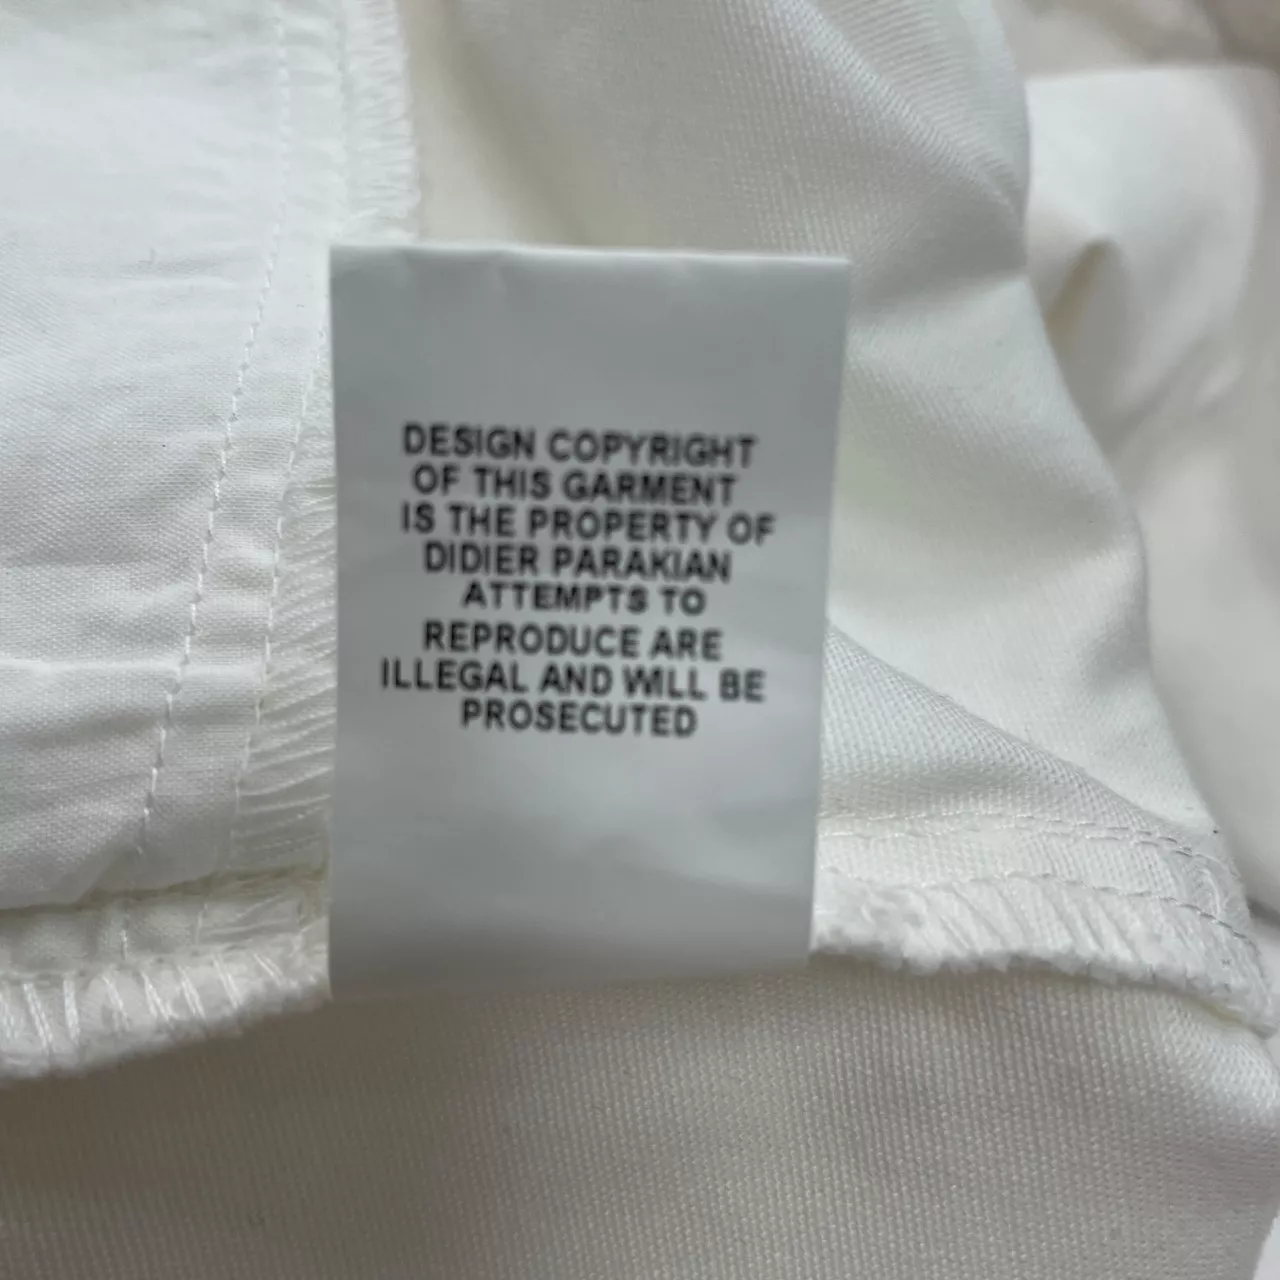 DESIGN COPYRIGHT
OF THIS GARMENT
IS THE PROPERTY OF
DIDIER PARAKIAN
ATTEMPTS TO
REPRODUCE ARE
ILLEGAL AND WILL BE
PROSECUTED